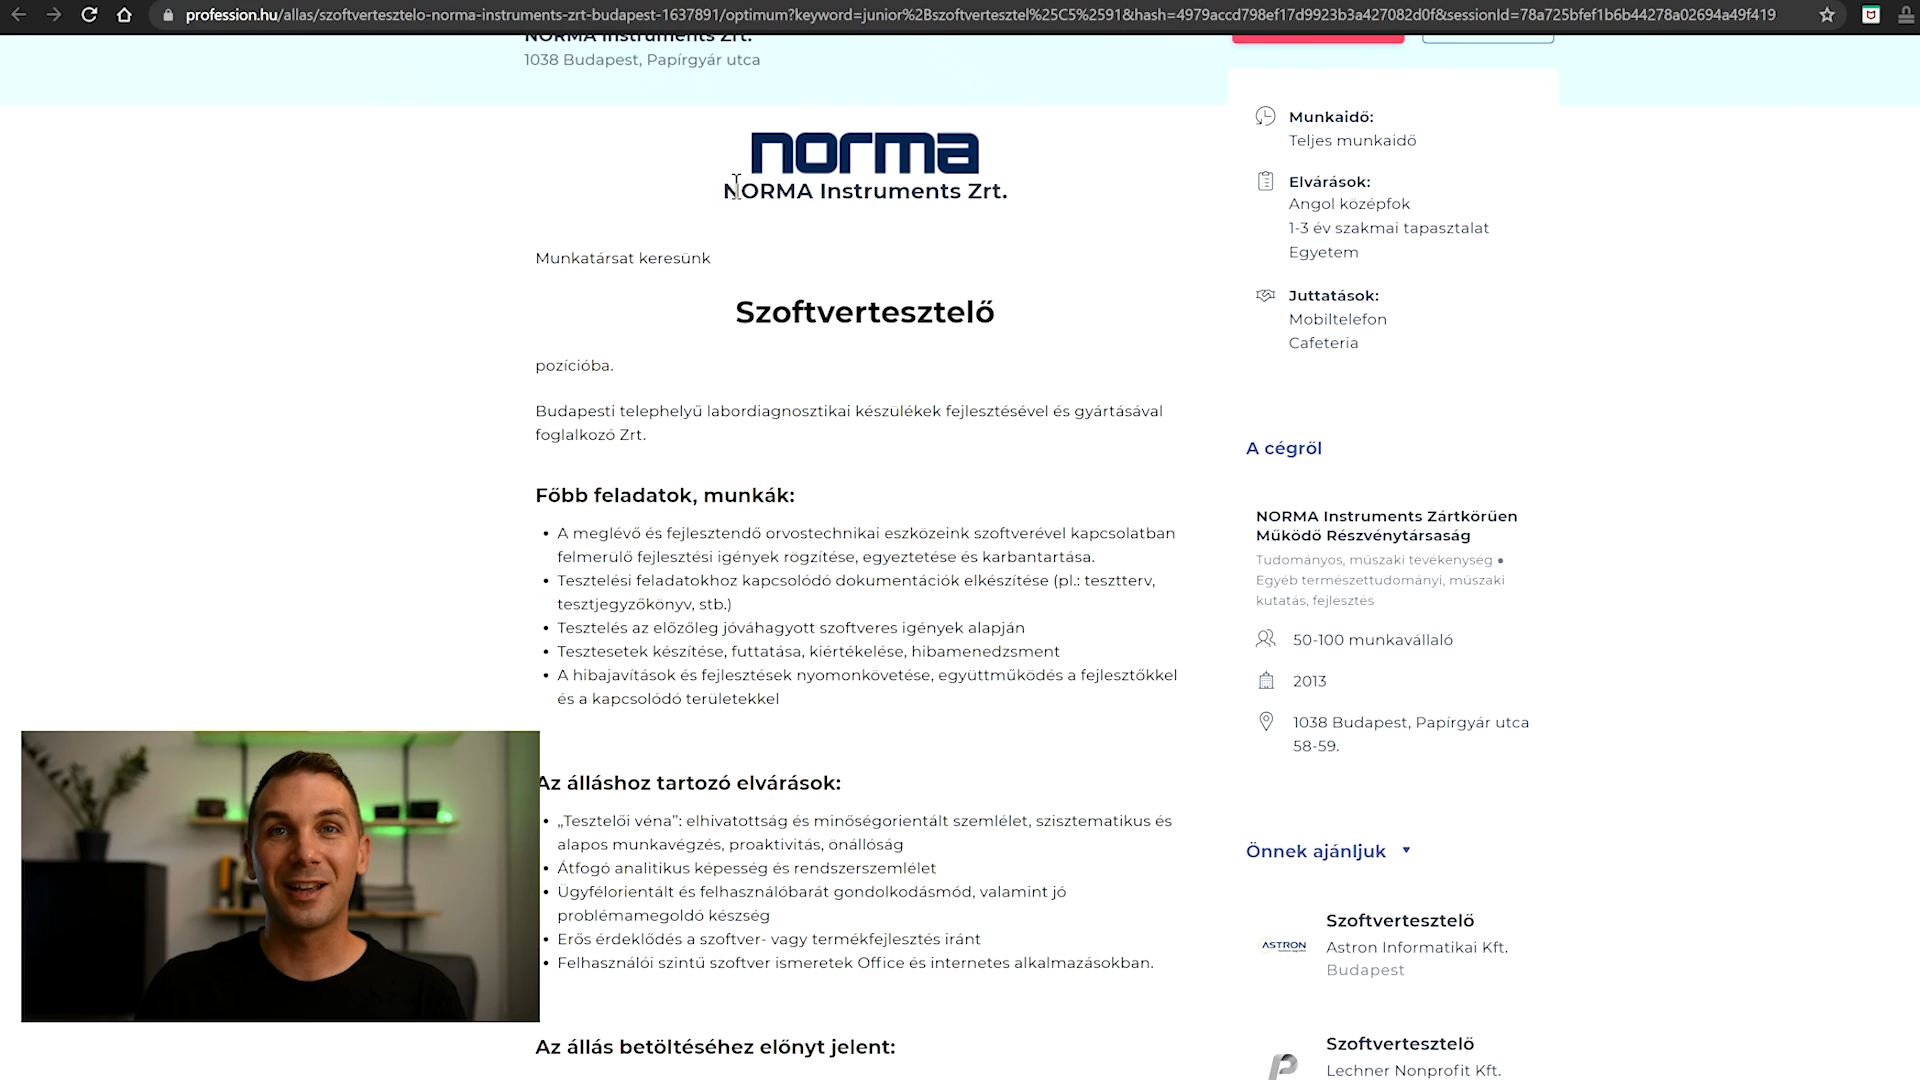 profession.hu/allas/szoftvertesztelo-norma-instruments-zrt-budapest-1637891/optimum?keyword=junior%2Bszoftvertesztel%25C5%2591&hash=4979accd798ef17d9923b3a427082d0f&sessionId=78a725bfef1b6b44278a02694a49f419
NORMA Instruments Zrt.
1038 Budapest, Papírgyár utca
norma
NORMA Instruments Zrt.
Munkatársat keresünk
Szoftvertesztelő
pozícióba.
Budapesti telephelyű labordiagnosztikai készülékek fejlesztésével és gyártásával
foglalkozó Zrt.
Főbb feladatok, munkák:
• A meglévő és fejlesztendő orvostechnikai eszközeink szoftverével kapcsolatban
felmerülő fejlesztési igények rögzítése, egyeztetése és karbantartása.
• Tesztelési feladatokhoz kapcsolódó dokumentációk elkészítése (pl.: tesztterv,
tesztjegyzőkönyv, stb.)
• Tesztelés az előzőleg jóváhagyott szoftveres igények alapján
• Tesztesetek készítése, futtatása, kiértékelése, hibamenedzsment
• A hibajavítások és fejlesztések nyomonkövetése, együttműködés a fejlesztőkkel
és a kapcsolódó területekkel
Az álláshoz tartozó elvárások:
• „Tesztelői véna”: elhivatottság és minőségorientált szemlélet, szisztematikus és
alapos munkavégzés, proaktivitás, önállóság
• Átfogó analitikus képesség és rendszerszemlélet
• Ügyfélorientált és felhasználóbarát gondolkodásmód, valamint jó
problémamegoldó készség
• Erős érdeklődés a szoftver- vagy termékfejlesztés iránt
• Felhasználói szintű szoftver ismeretek Office és internetes alkalmazásokban.
Az állás betöltéséhez előnyt jelent:
Munkaidő:
Teljes munkaidő
Elvárások:
Angol középfok
1-3 év szakmai tapasztalat
Egyetem
Juttatások:
Mobiltelefon
Cafeteria
A cégről
NORMA Instruments Zártkörűen
Működő Részvénytársaság
Tudományos, műszaki tevékenység •
Egyéb természettudományi, műszaki
kutatás, fejlesztés
50-100 munkavállaló
2013
1038 Budapest, Papírgyár utca
58-59.
Önnek ajánljuk
Szoftvertesztelő
ASTRON
Astron Informatikai Kft.
Budapest
Szoftvertesztelő
Lechner Nonprofit Kft.